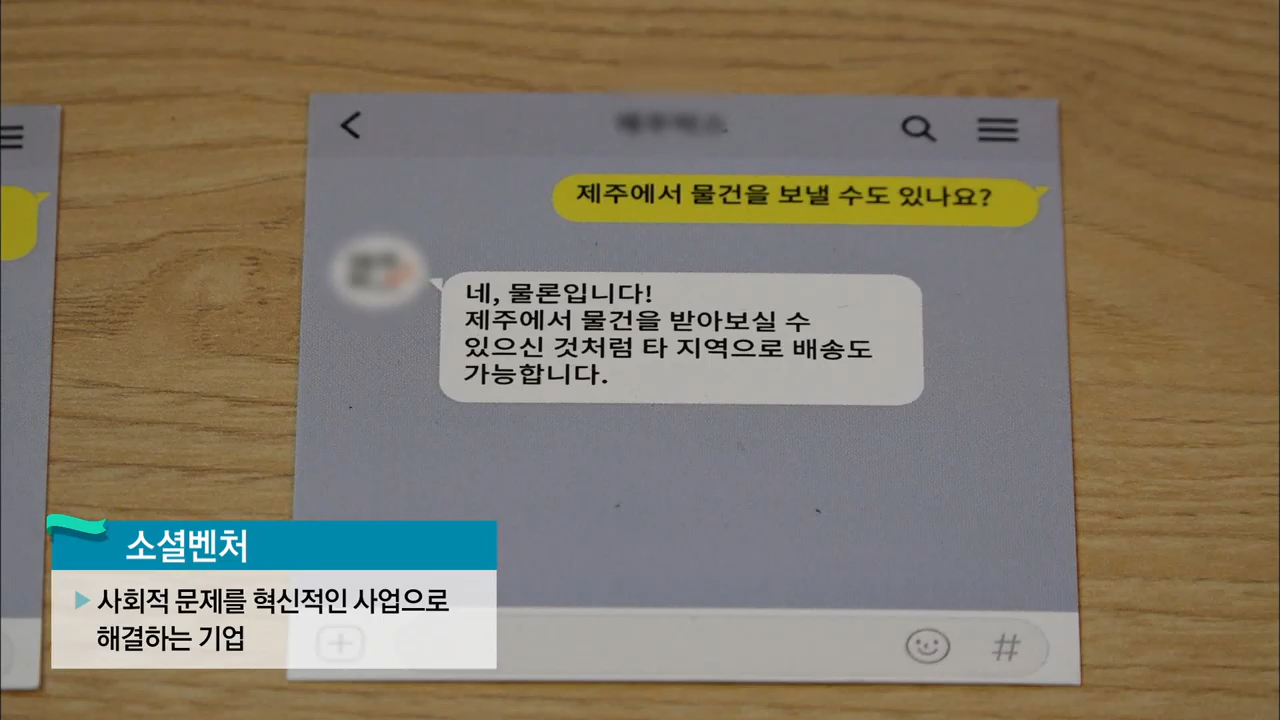 제주에서 물건을 보낼 수도 있나요?
네, 물론입니다!
제주에서 물건을 받아보실 수
있으신 것처럼 타 지역으로 배송도
가능합니다.
#
소셜벤처
사회적 문제를 혁신적인 사업으로
해결하는 기업